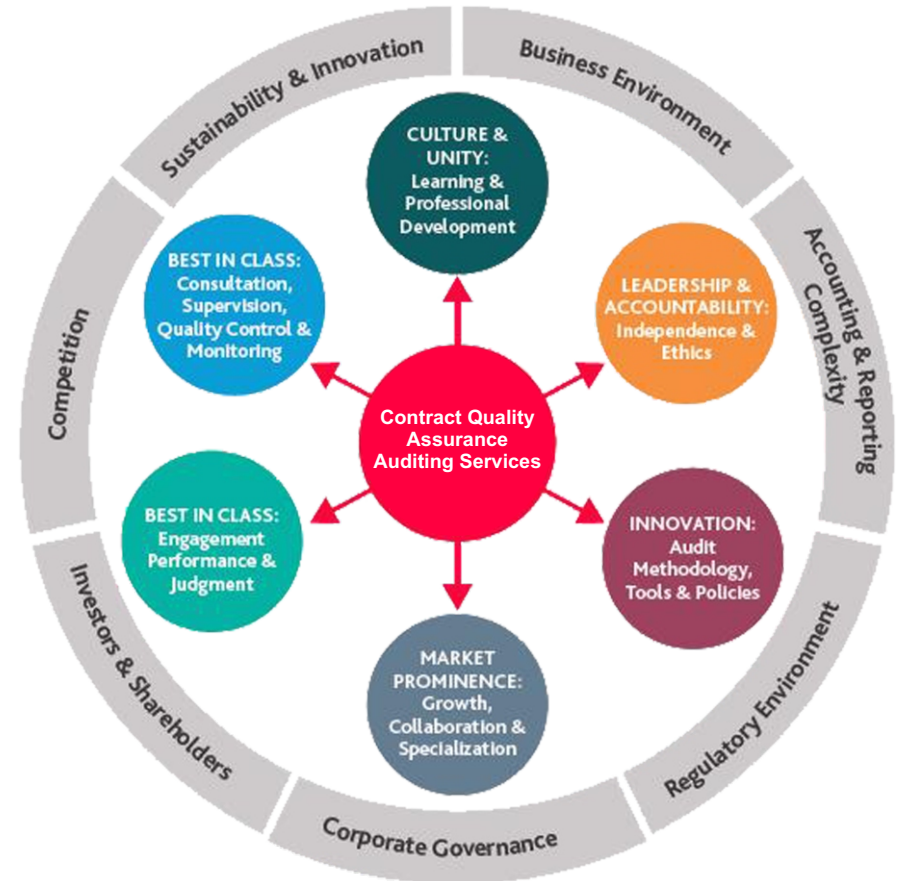 Sustainability & Innovation
Business Environment
Accounting & Reporting
Complexity
Regulatory Environment
Corporate Governance
Investors & Shareholders
Competition
CULTURE &
UNITY:
Learning &
Professional
Development
LEADERSHIP &
ACCOUNTABILITY:
Independence &
Ethics
INNOVATION:
Audit
Methodology,
Tools & Policies
MARKET
PROMINENCE:
Growth,
Collaboration &
Specialization
BEST IN CLASS:
Engagement
Performance &
Judgment
BEST IN CLASS:
Consultation,
Supervision,
Quality Control &
Monitoring
Contract Quality
Assurance
Auditing Services